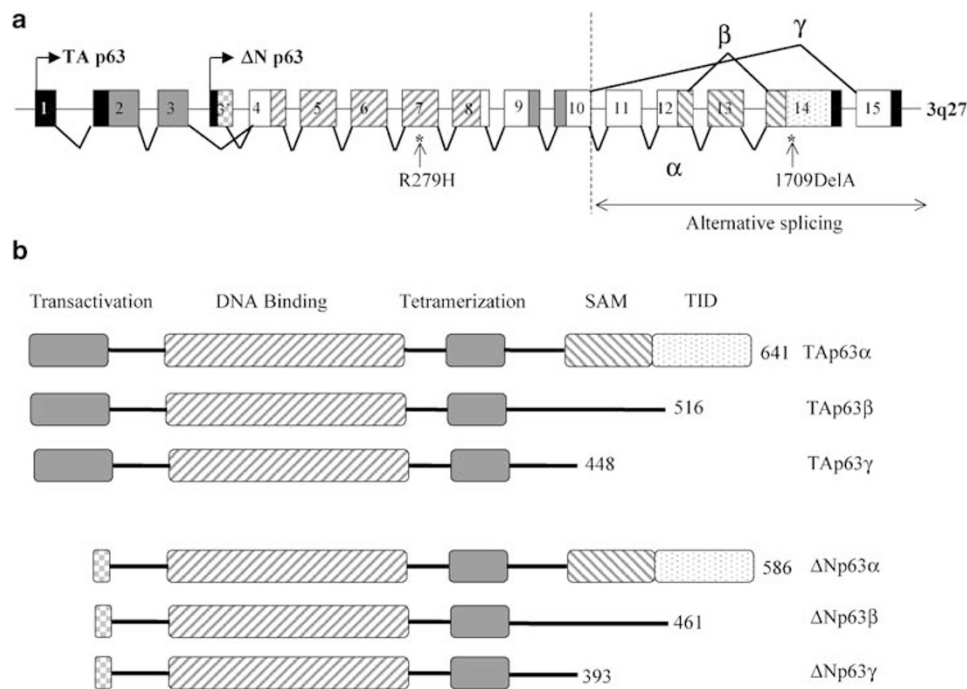 a
β
γ
TA p63
ΔN p63
1 2 3 3' 4 5 6 7 8 9 10 11 12 13 14 15 3q27
* *
α
R279H
1709DelA
Alternative splicing
b
Transactivation DNA Binding Tetramerization SAM TID
641 TAp63α
516 TAp63β
448 TAp63γ
586 ΔNp63α
461 ΔNp63β
393 ΔNp63γ